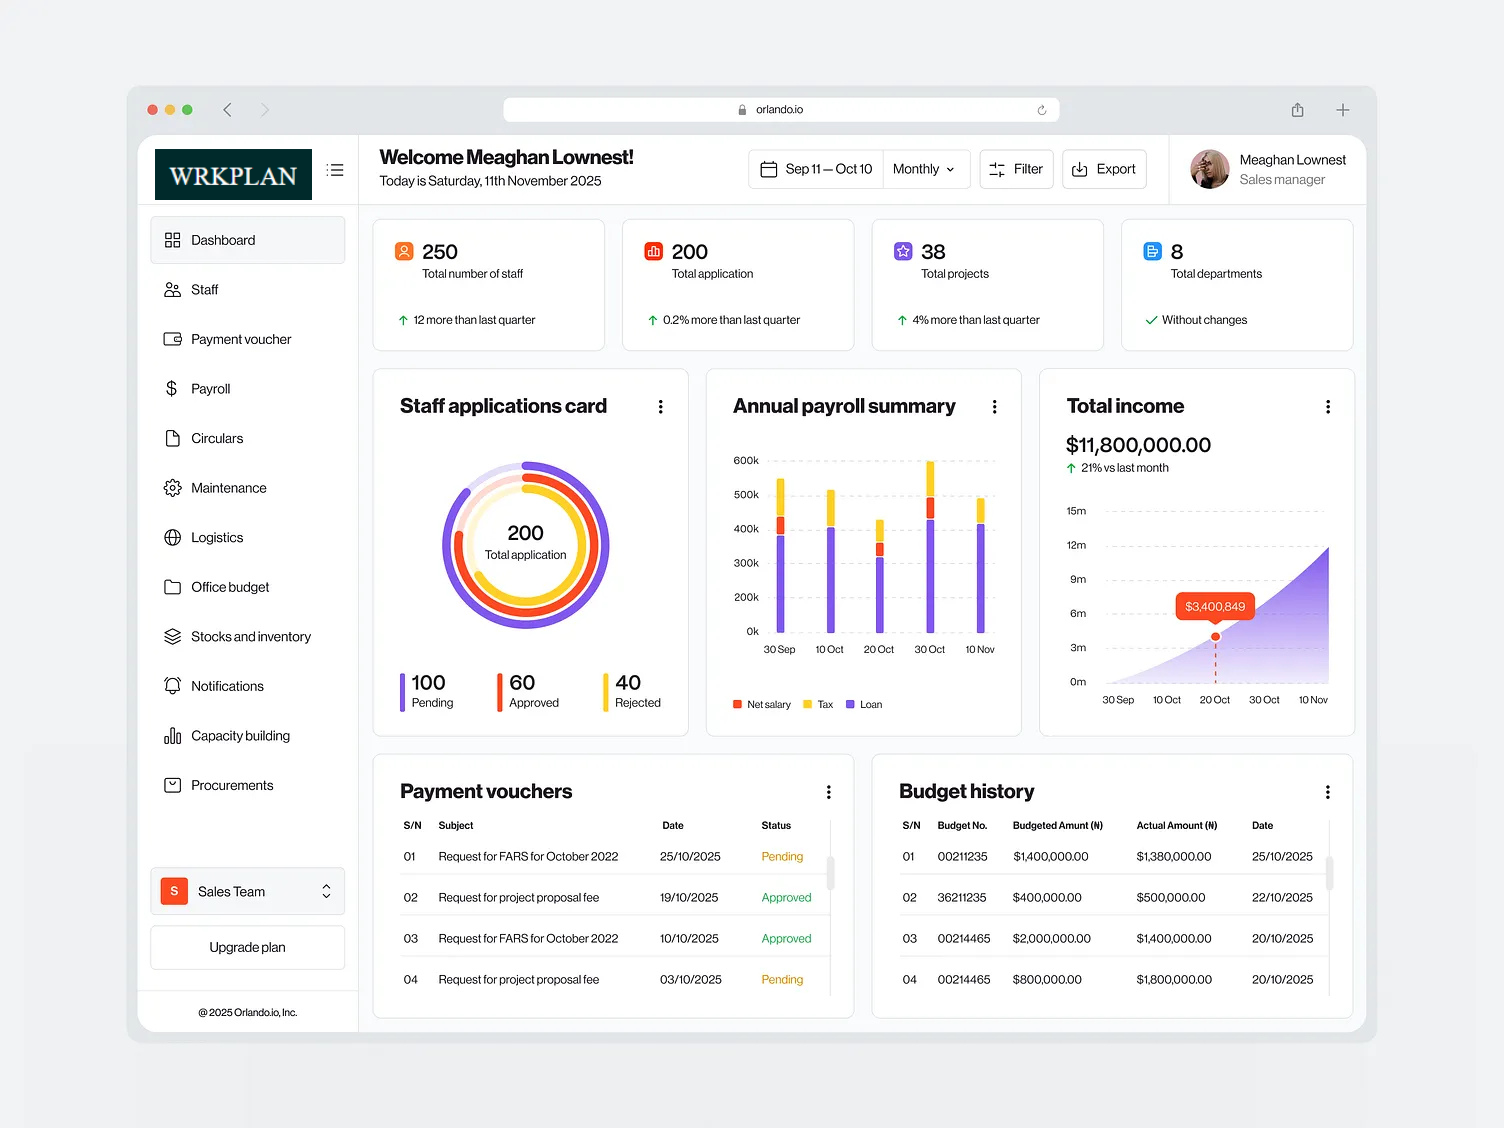 orlando.io
WRKPLAN
Welcome Meaghan Lownest!
Today is Saturday, 11th November 2025
Sep 11 — Oct 10
Monthly
Filter
Export
Meaghan Lownest
Sales manager
Dashboard
Staff
Payment voucher
Payroll
Circulars
Maintenance
Logistics
Office budget
Stocks and inventory
Notifications
Capacity building
Procurements
S
Sales Team
Upgrade plan
@ 2025 Orlando.io, Inc.
250
Total number of staff
12 more than last quarter
200
Total application
0.2% more than last quarter
38
Total projects
4% more than last quarter
8
Total departments
Without changes
Staff applications card
200
Total application
100
Pending
60
Approved
40
Rejected
Annual payroll summary
600k
500k
400k
300k
200k
0k
30 Sep 10 Oct 20 Oct 30 Oct 10 Nov
Net salary Tax Loan
Total income
$11,800,000.00
21% vs last month
15m
12m
9m
6m
3m
0m
$3,400,849
30 Sep 10 Oct 20 Oct 30 Oct 10 Nov
Payment vouchers
S/N Subject Date Status
01 Request for FARS for October 2022 25/10/2025 Pending
02 Request for project proposal fee 19/10/2025 Approved
03 Request for FARS for October 2022 10/10/2025 Approved
04 Request for project proposal fee 03/10/2025 Pending
Budget history
S/N Budget No. Budgeted Amunt (₦) Actual Amount (₦) Date
01 00211235 $1,400,000.00 $1,380,000.00 25/10/2025
02 36211235 $400,000.00 $500,000.00 22/10/2025
03 00214465 $2,000,000.00 $1,400,000.00 20/10/2025
04 00214465 $800,000.00 $1,800,000.00 20/10/2025